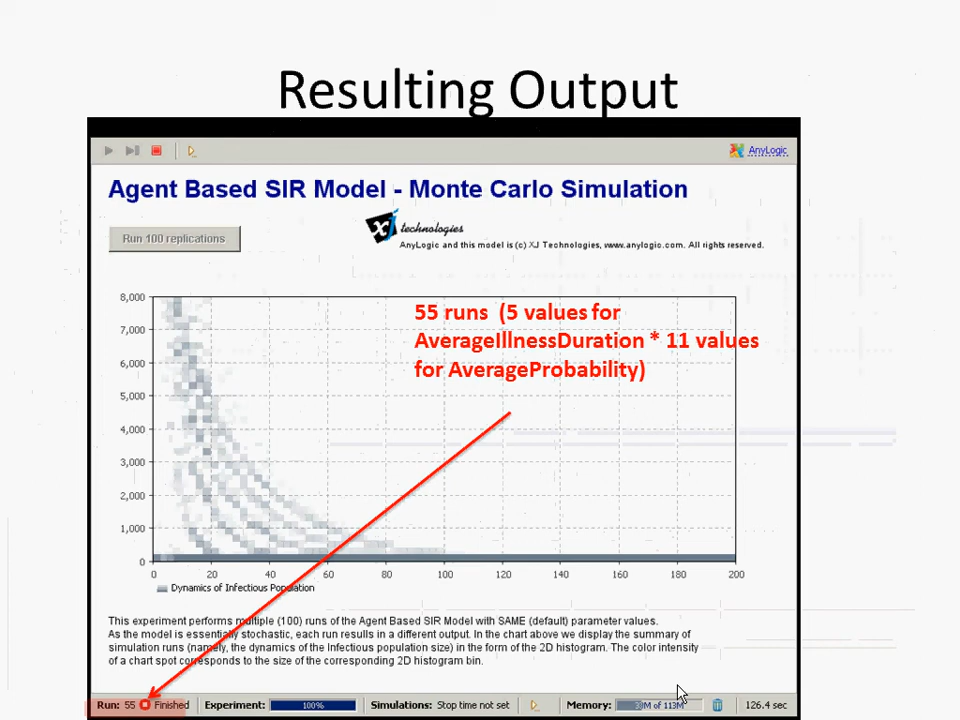 Resulting Output
AnyLogic
Agent Based SIR Model - Monte Carlo Simulation
Run 100 replications
technologies
AnyLogic and this model is (c) XJ Technologies, www.anylogic.com. All rights reserved.
55 runs (5 values for
AverageIllnessDuration * 11 values
for AverageProbability)
8,000
7,000
6,000
5,000
4,000
3,000
2,000
1,000
0
0 20 40 60 80 100 120 140 160 180 200
Dynamics of Infectious Population
This experiment performs multiple (100) runs of the Agent Based SIR Model with SAME (default) parameter values.
As the model is essentially stochastic, each run results in a different output. In the chart above we display the summary of
simulation runs (namely, the dynamics of the Infectious population size) in the form of the 2D histogram. The color intensity
of a chart spot corresponds to the size of the corresponding 2D histogram bin.
Run: 55 Finished Experiment: 100% Simulations: Stop time not set Memory: of 113M 126.4 sec